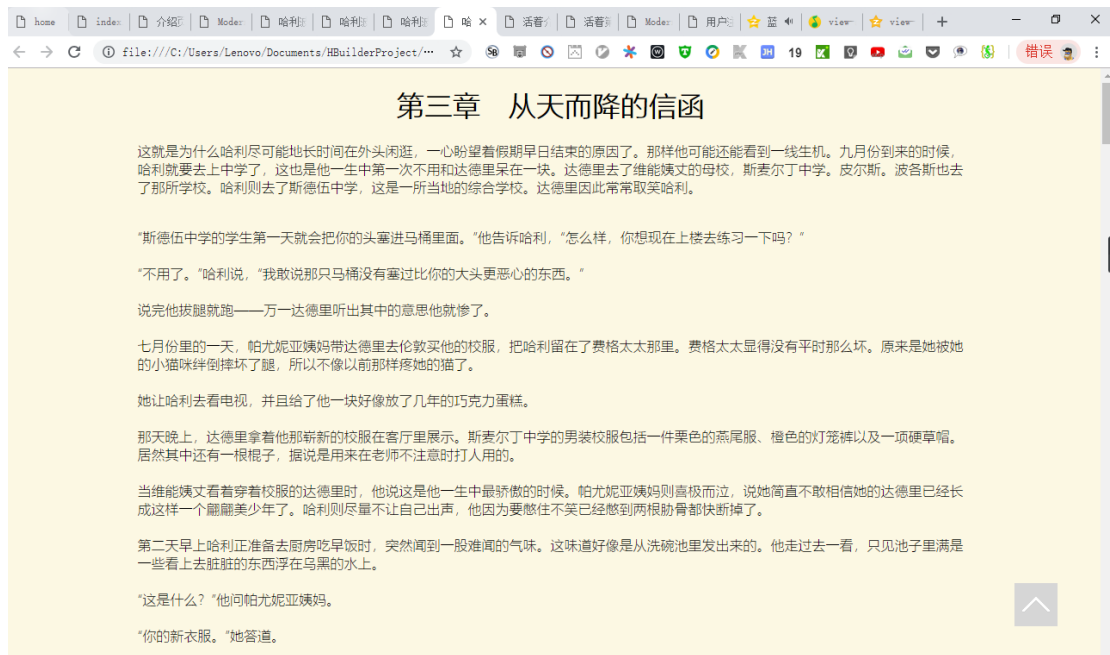 home index 介绍 Moder 哈利 哈利 哈利 哈 活着 活着 Moder 用户 蓝 view- view-
file:///C:/Users/Lenovo/Documents/HBuilderProject/… SB JH 19 K 错误
第三章 从天而降的信函
这就是为什么哈利尽可能地长时间在外头闲逛，一心盼望着假期早日结束的原因了。那样他可能还能看到一线生机。九月份到来的时候，
哈利就要去上中学了，这也是他一生中第一次不用和达德里呆在一块。达德里去了维能姨丈的母校，斯麦尔丁中学。皮尔斯。波各斯也去
了那所学校。哈利则去了斯德伍中学，这是一所当地的综合学校。达德里因此常常取笑哈利。
“斯德伍中学的学生第一天就会把你的头塞进马桶里面。”他告诉哈利，“怎么样，你想现在上楼去练习一下吗？”
“不用了。”哈利说，“我敢说那只马桶没有塞过比你的大头更恶心的东西。”
说完他拔腿就跑——万一达德里听出其中的意思他就惨了。
七月份里的一天，帕尤妮亚姨妈带达德里去伦敦买他的校服，把哈利留在了费格太太那里。费格太太显得没有平时那么坏。原来是她被她
的小猫咪绊倒摔坏了腿，所以不像以前那样疼她的猫了。
她让哈利去看电视，并且给了他一块好像放了几年的巧克力蛋糕。
那天晚上，达德里拿着他那崭新的校服在客厅里展示。斯麦尔丁中学的男装校服包括一件栗色的燕尾服、橙色的灯笼裤以及一项硬草帽。
居然其中还有一根棍子，据说是用来在老师不注意时打人用的。
当维能姨丈看着穿着校服的达德里时，他说这是他一生中最骄傲的时候。帕尤妮亚姨妈则喜极而泣，说她简直不敢相信她的达德里已经长
成这样一个翩翩美少年了。哈利则尽量不让自己出声，他因为要憋住不笑已经憋到两根胁骨都快断掉了。
第二天早上哈利正准备去厨房吃早饭时，突然闻到一股难闻的气味。这味道好像是从洗碗池里发出来的。他走过去一看，只见池子里满是
一些看上去脏脏的东西浮在乌黑的水上。
“这是什么？”他问帕尤妮亚姨妈。
“你的新衣服。”她答道。